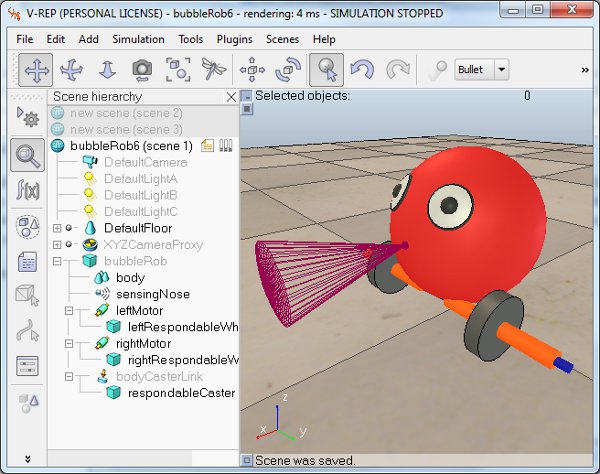 V-REP (PERSONAL LICENSE) - bubbleRob6 - rendering: 4 ms - SIMULATION STOPPED
File Edit Add Simulation Tools Plugins Scenes Help
Bullet
»
Scene hierarchy
Selected objects: 0
new scene (scene 2)
new scene (scene 3)
bubbleRob6 (scene 1)
DefaultCamera
DefaultLightA
DefaultLightB
DefaultLightC
DefaultFloor
XYZCameraProxy
bubbleRob
body
sensingNose
leftMotor
leftRespondableWh
rightMotor
rightRespondableW
bodyCasterLink
respondableCaster
f(x)
z
x
y
Scene was saved.